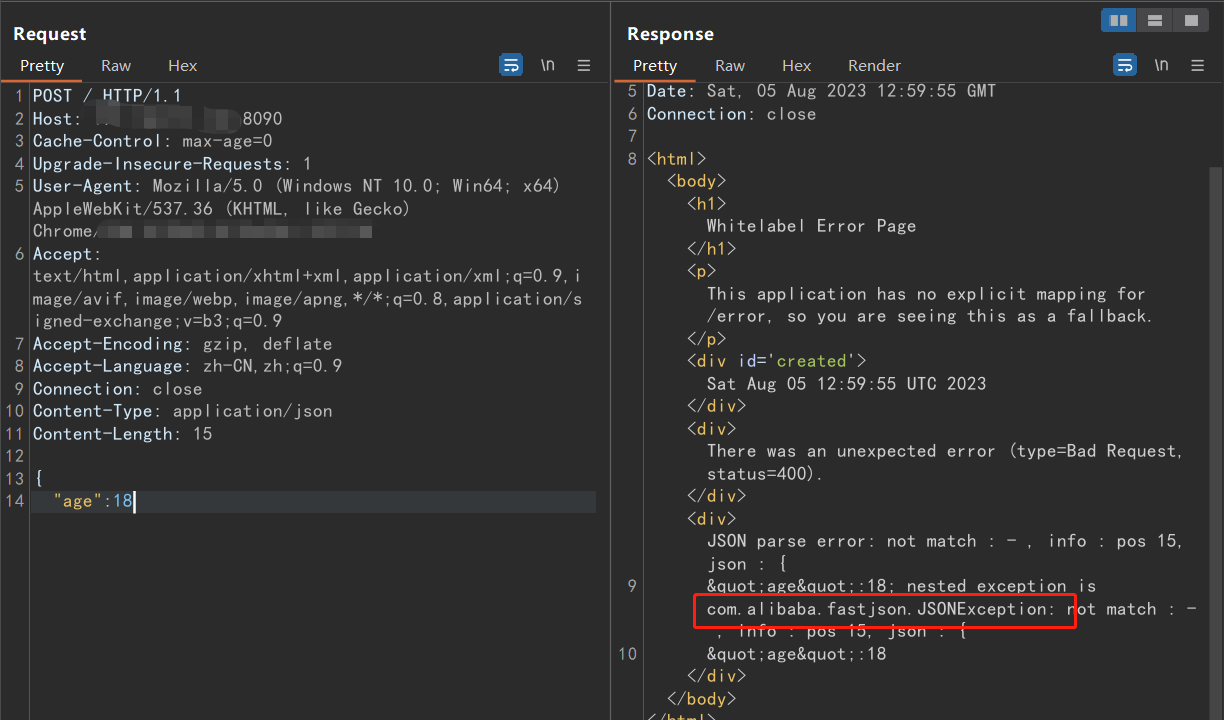 Request
Pretty Raw Hex
\n
1 POST / HTTP/1.1
2 Host: 8090
3 Cache-Control: max-age=0
4 Upgrade-Insecure-Requests: 1
5 User-Agent: Mozilla/5.0 (Windows NT 10.0; Win64; x64)
AppleWebKit/537.36 (KHTML, like Gecko)
Chrome/
6 Accept:
text/html,application/xhtml+xml,application/xml;q=0.9,i
mage/avif,image/webp,image/apng,*/*;q=0.8,application/s
igned-exchange;v=b3;q=0.9
7 Accept-Encoding: gzip, deflate
8 Accept-Language: zh-CN,zh;q=0.9
9 Connection: close
10 Content-Type: application/json
11 Content-Length: 15
12
13 {
14 "age":18
Response
Pretty Raw Hex Render
\n
5 Date: Sat, 05 Aug 2023 12:59:55 GMT
6 Connection: close
7
8 <html>
<body>
<h1>
Whitelabel Error Page
</h1>
<p>
This application has no explicit mapping for
/error, so you are seeing this as a fallback.
</p>
<div id='created'>
Sat Aug 05 12:59:55 UTC 2023
</div>
<div>
There was an unexpected error (type=Bad Request,
status=400).
</div>
<div>
JSON parse error: not match : - , info : pos 15,
json : {
9 &quot;age&quot;:18; nested exception is
com.alibaba.fastjson.JSONException: not match : -
, info : pos 15, json : {
10 &quot;age&quot;:18
</div>
</body>
</html>